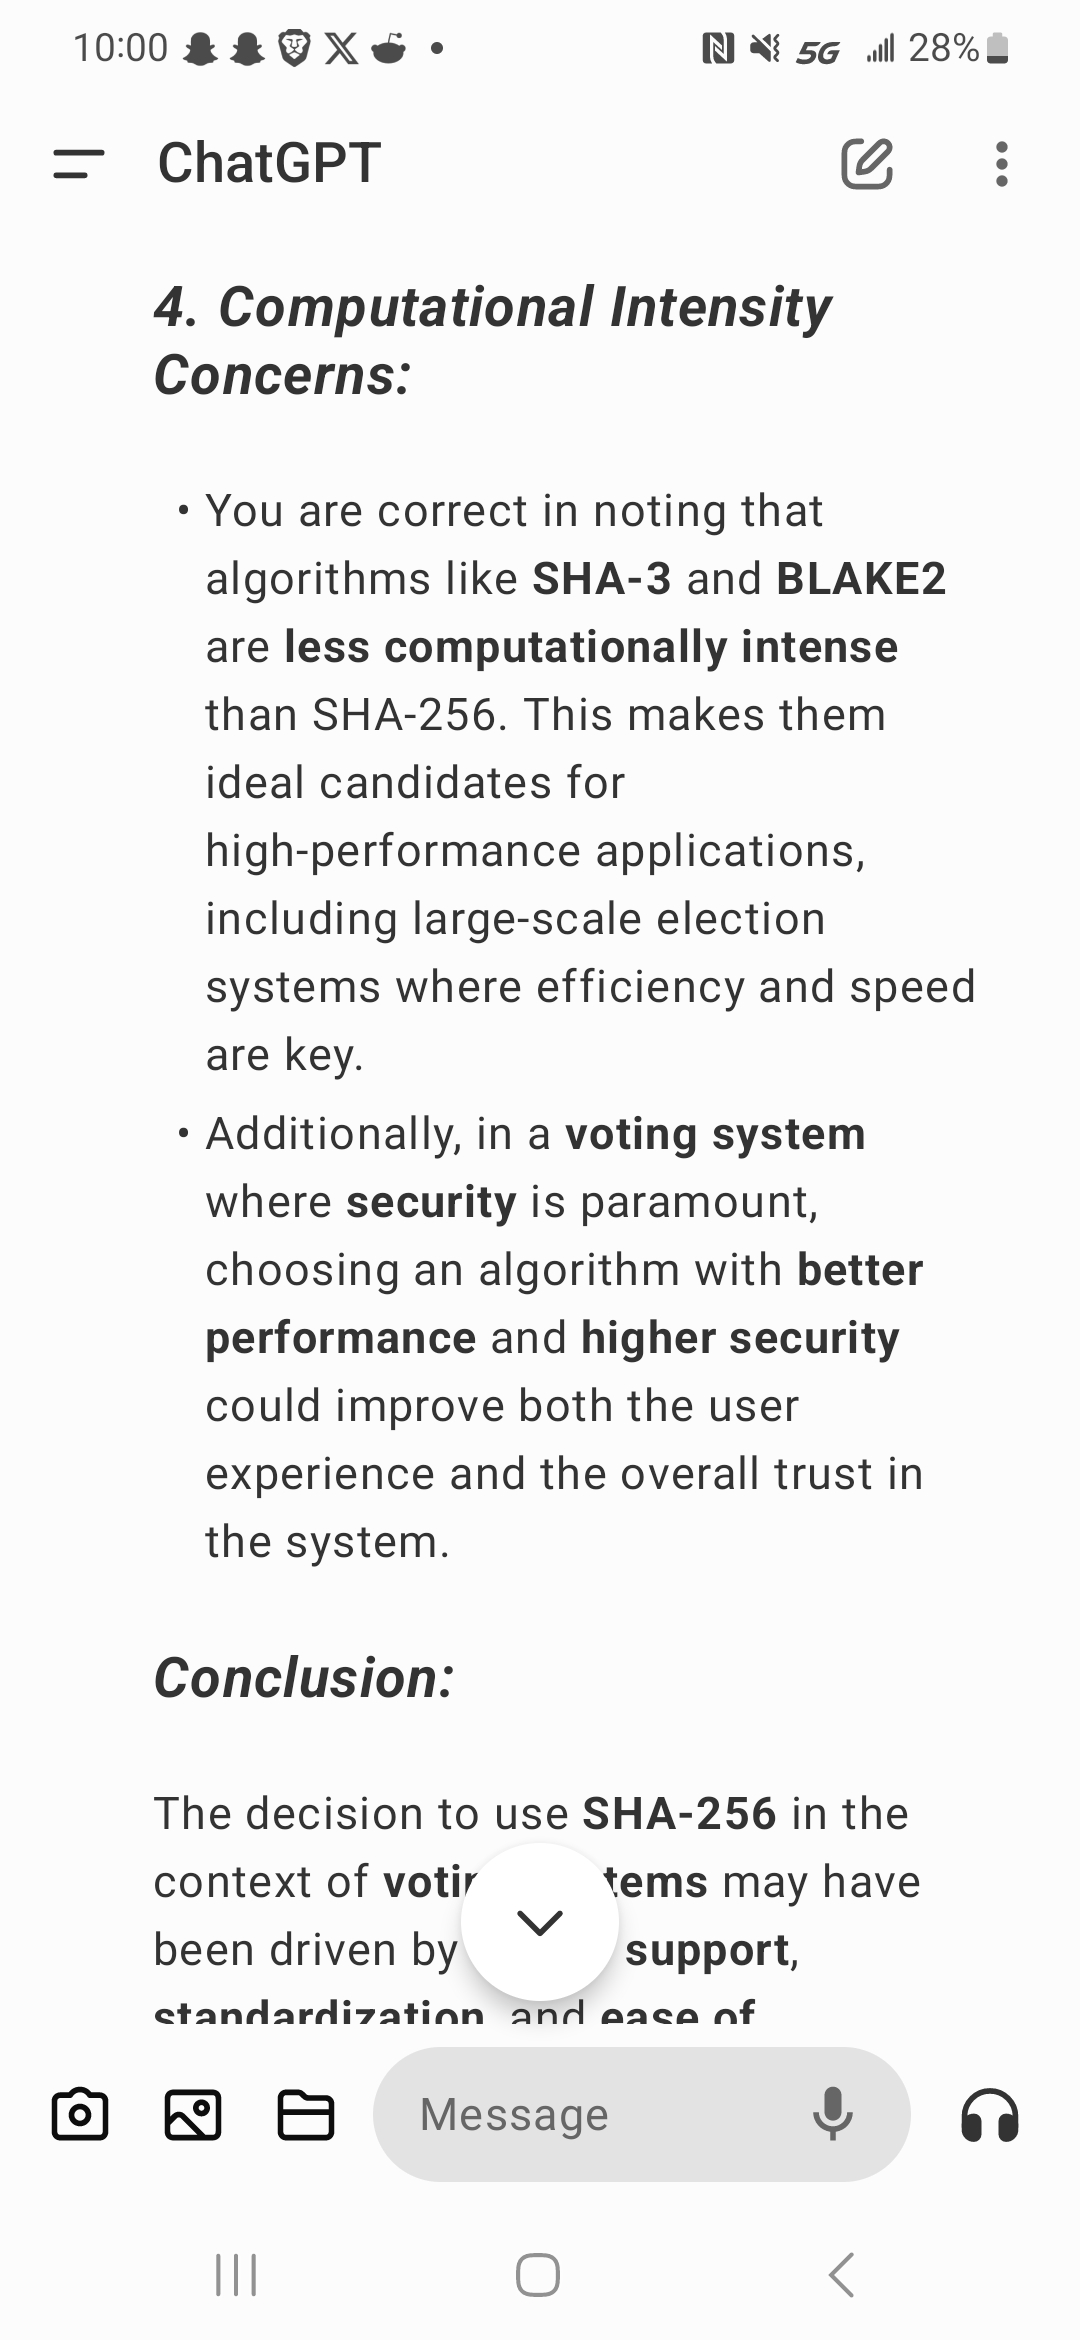 10:00
5G
28%
ChatGPT
4. Computational Intensity
Concerns:
• You are correct in noting that
algorithms like SHA-3 and BLAKE2
are less computationally intense
than SHA-256. This makes them
ideal candidates for
high-performance applications,
including large-scale election
systems where efficiency and speed
are key.
• Additionally, in a voting system
where security is paramount,
choosing an algorithm with better
performance and higher security
could improve both the user
experience and the overall trust in
the system.
Conclusion:
The decision to use SHA-256 in the
context of may have
been driven by support,
standardization, and ease of
Message